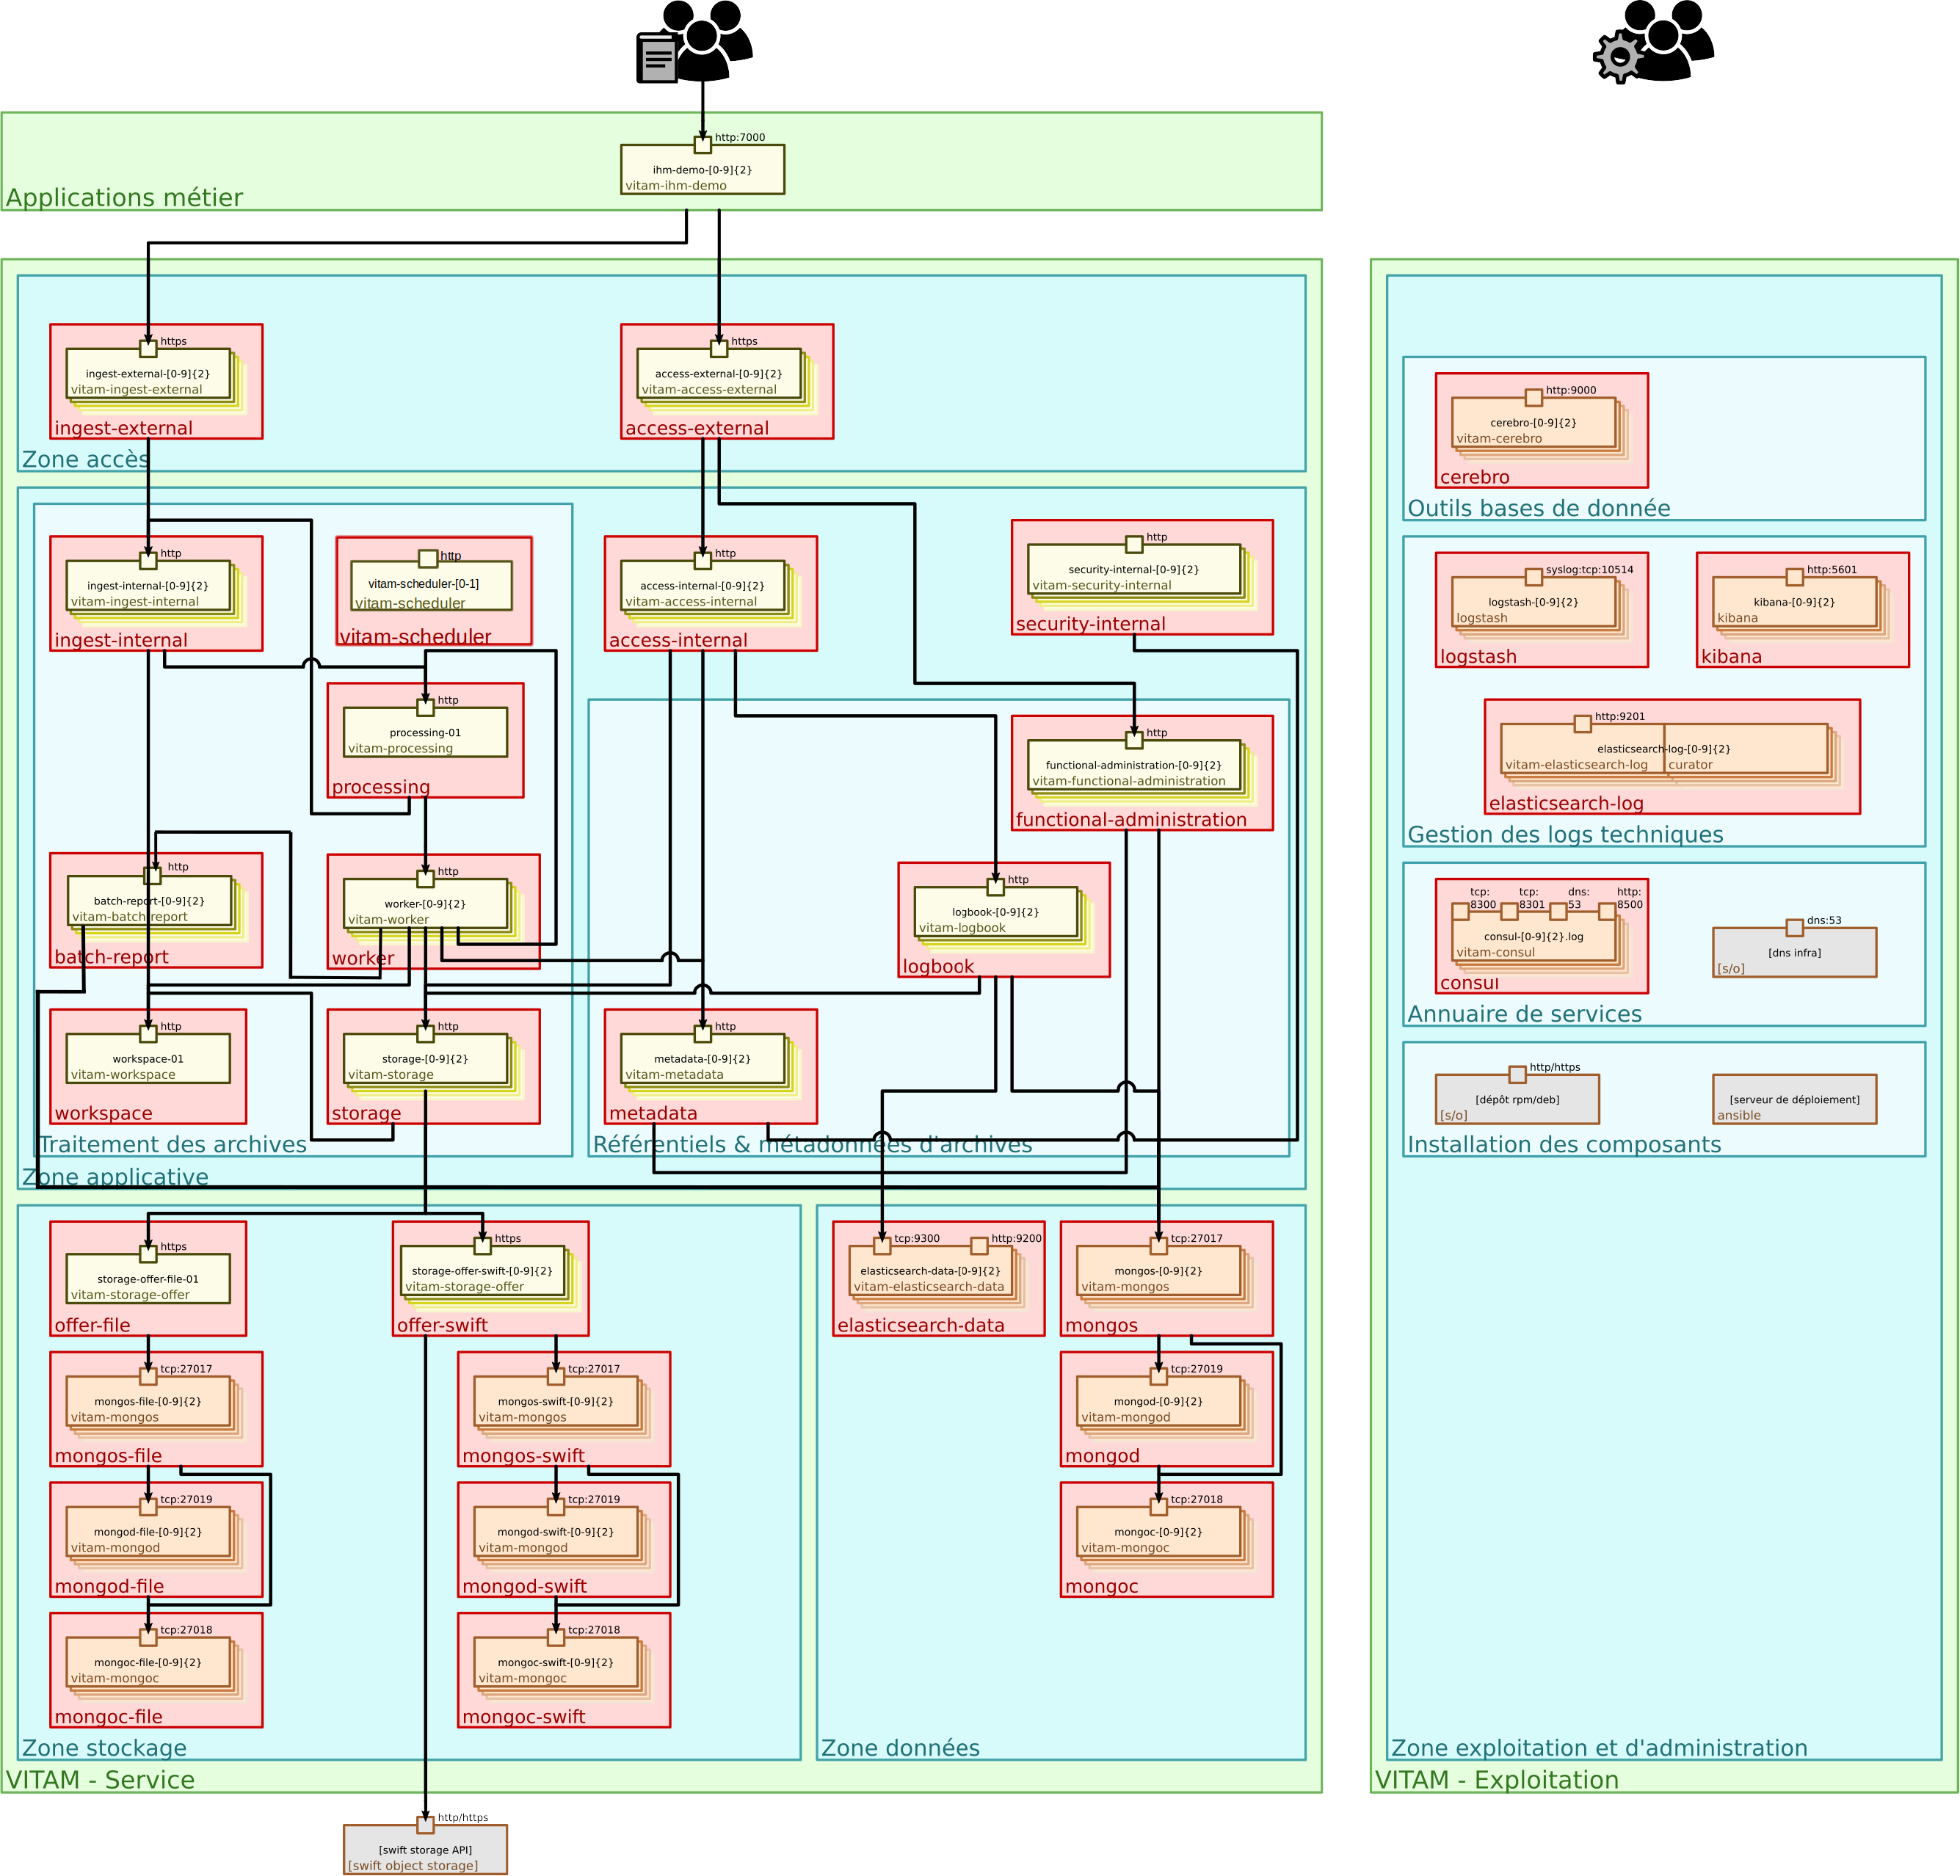 http:7000
ihm-demo-[0-9]{2}
vitam-ihm-demo
Applications métier
https
ingest-external-[0-9]{2}
vitam-ingest-external
ingest-external
https
access-external-[0-9]{2}
vitam-access-external
access-external
Zone accès
http
ingest-internal-[0-9]{2}
vitam-ingest-internal
ingest-internal
http
vitam-scheduler-[0-1]
vitam-scheduler
vitam-scheduler
http
access-internal-[0-9]{2}
vitam-access-internal
access-internal
http
security-internal-[0-9]{2}
vitam-security-internal
security-internal
http
processing-01
vitam-processing
processing
http
functional-administration-[0-9]{2}
vitam-functional-administration
functional-administration
http
batch-report-[0-9]{2}
vitam-batch-report
batch-report
http
worker-[0-9]{2}
vitam-worker
worker
http
logbook-[0-9]{2}
vitam-logbook
logbook
http
workspace-01
vitam-workspace
workspace
http
storage-[0-9]{2}
vitam-storage
storage
http
metadata-[0-9]{2}
vitam-metadata
metadata
Traitement des archives
Référentiels & métadonnées d'archives
Zone applicative
https
storage-offer-file-01
vitam-storage-offer
offer-file
https
storage-offer-swift-[0-9]{2}
vitam-storage-offer
offer-swift
tcp:9300
http:9200
elasticsearch-data-[0-9]{2}
vitam-elasticsearch-data
elasticsearch-data
tcp:27017
mongos-[0-9]{2}
vitam-mongos
mongos
tcp:27017
mongos-file-[0-9]{2}
vitam-mongos
mongos-file
tcp:27017
mongos-swift-[0-9]{2}
vitam-mongos
mongos-swift
tcp:27019
mongod-[0-9]{2}
vitam-mongod
mongod
tcp:27019
mongod-file-[0-9]{2}
vitam-mongod
mongod-file
tcp:27019
mongod-swift-[0-9]{2}
vitam-mongod
mongod-swift
tcp:27018
mongoc-[0-9]{2}
vitam-mongoc
mongoc
tcp:27018
mongoc-file-[0-9]{2}
vitam-mongoc
mongoc-file
tcp:27018
mongoc-swift-[0-9]{2}
vitam-mongoc
mongoc-swift
Zone stockage
Zone données
VITAM - Service
http/https
[swift storage API]
[swift object storage]
http:9000
cerebro-[0-9]{2}
vitam-cerebro
cerebro
Outils bases de donnée
syslog:tcp:10514
logstash-[0-9]{2}
logstash
logstash
http:5601
kibana-[0-9]{2}
kibana
kibana
http:9201
elasticsearch-log-[0-9]{2}
vitam-elasticsearch-log
curator
elasticsearch-log
Gestion des logs techniques
tcp:
8300
tcp:
8301
dns:
53
http:
8500
consul-[0-9]{2}.log
vitam-consul
consul
dns:53
[dns infra]
[s/o]
Annuaire de services
http/https
[dépôt rpm/deb]
[s/o]
[serveur de déploiement]
ansible
Installation des composants
Zone exploitation et d'administration
VITAM - Exploitation